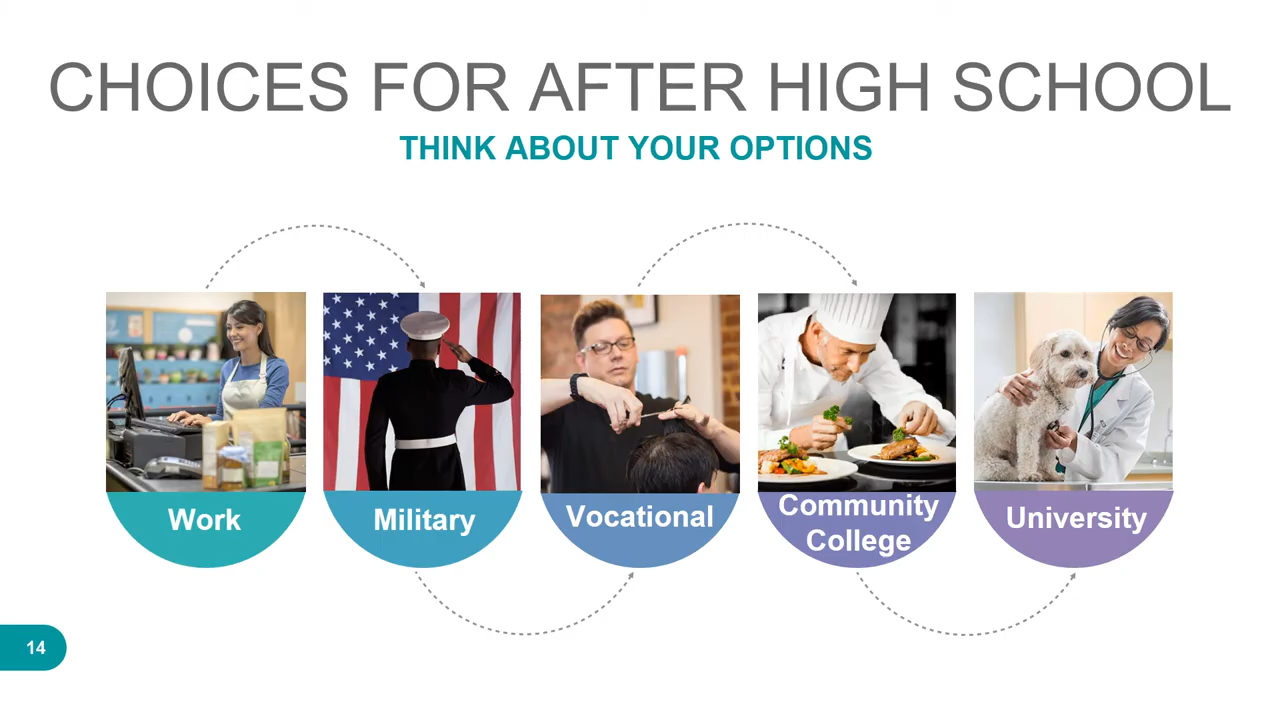 CHOICES FOR AFTER HIGH SCHOOL
THINK ABOUT YOUR OPTIONS
Work
Military
Vocational
Community
College
University
14